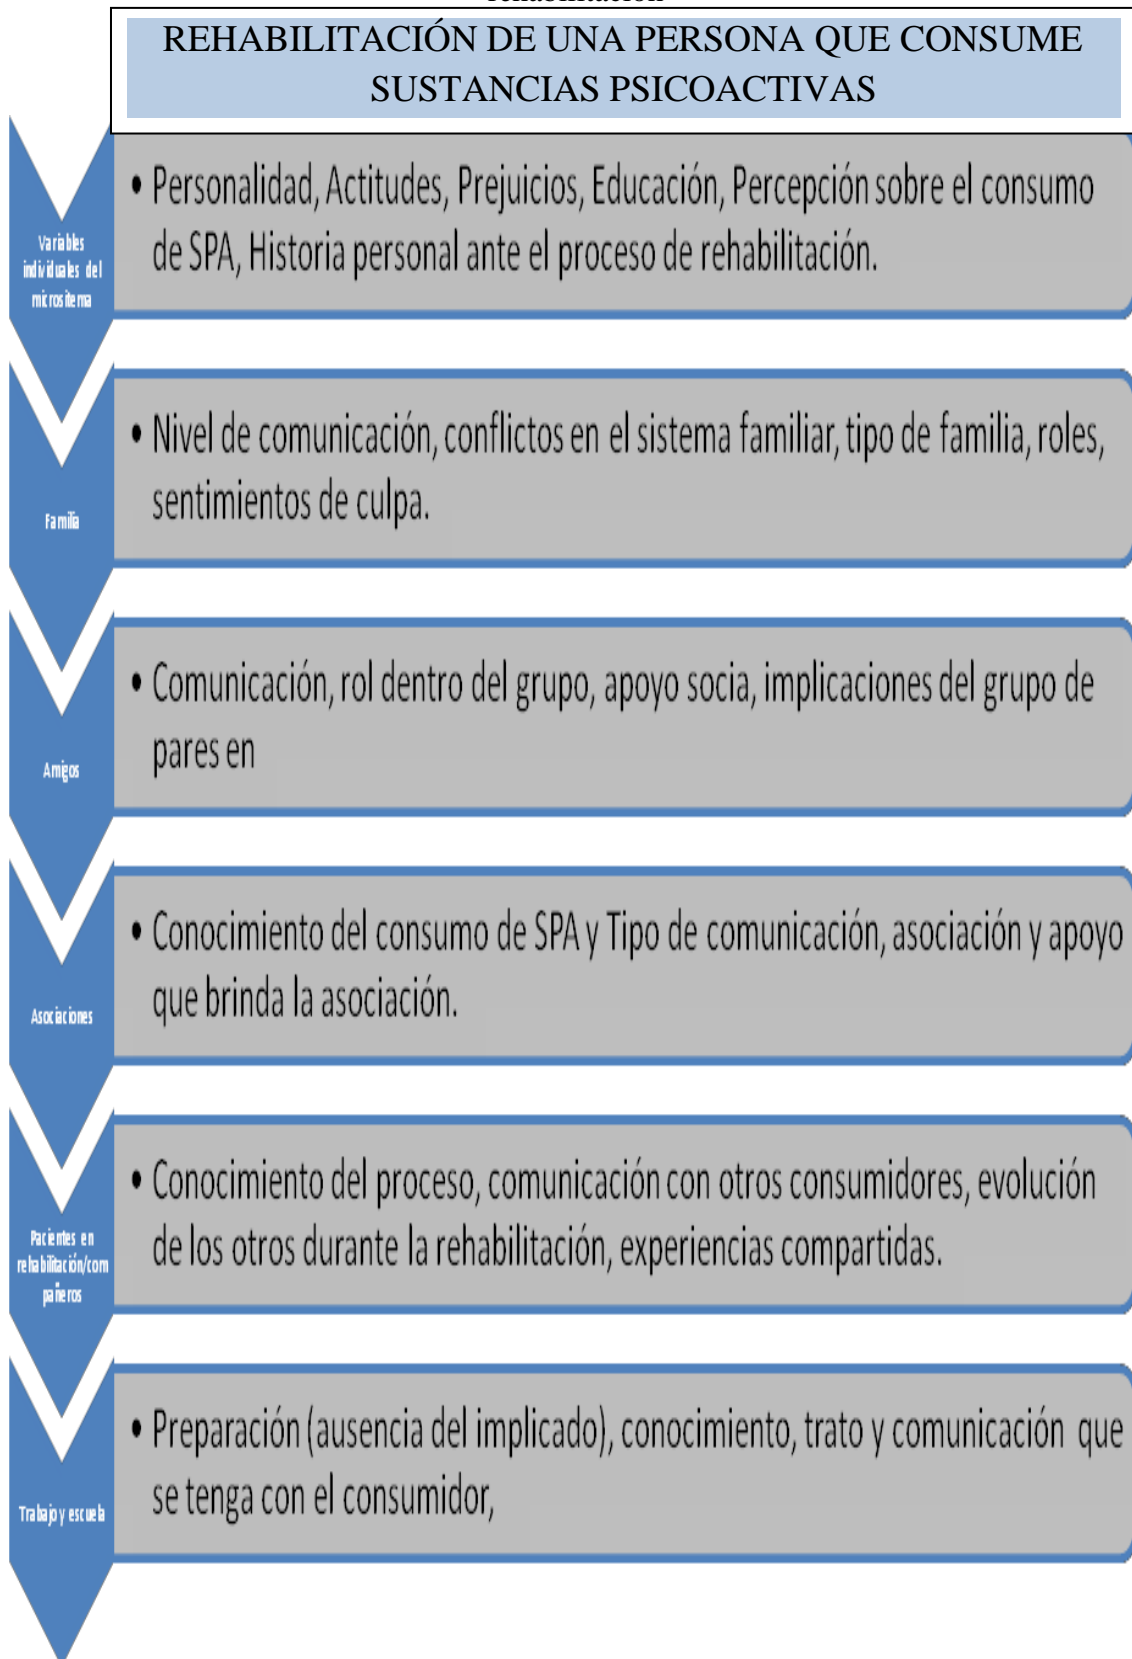 rehabilitación
REHABILITACIÓN DE UNA PERSONA QUE CONSUME
SUSTANCIAS PSICOACTIVAS
Variables
individuales del
micrositema
• Personalidad, Actitudes, Prejuicios, Educación, Percepción sobre el consumo
de SPA, Historia personal ante el proceso de rehabilitación.
Familia
• Nivel de comunicación, conflictos en el sistema familiar, tipo de familia, roles,
sentimientos de culpa.
Amigos
• Comunicación, rol dentro del grupo, apoyo socia, implicaciones del grupo de
pares en
Asociaciones
• Conocimiento del consumo de SPA y Tipo de comunicación, asociación y apoyo
que brinda la asociación.
Pacientes en
rehabilitación/com
pañeros
• Conocimiento del proceso, comunicación con otros consumidores, evolución
de los otros durante la rehabilitación, experiencias compartidas.
Trabajo y escuela
• Preparación (ausencia del implicado), conocimiento, trato y comunicación que
se tenga con el consumidor,